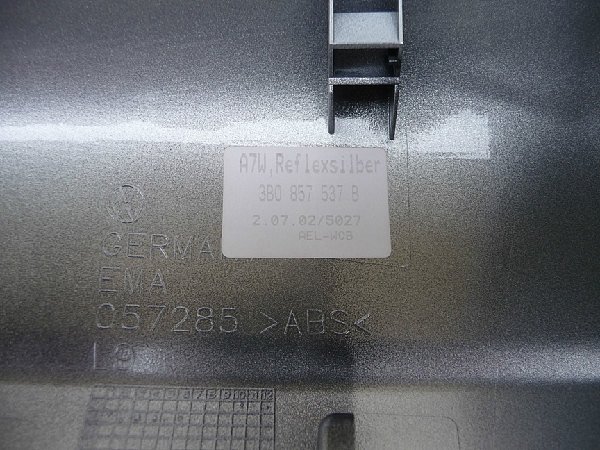 A7W,Reflexsilber
3B0 857 537 B
2.07.02/5027
AEL-WOB
GERMA
EMA
057285 >ABS<